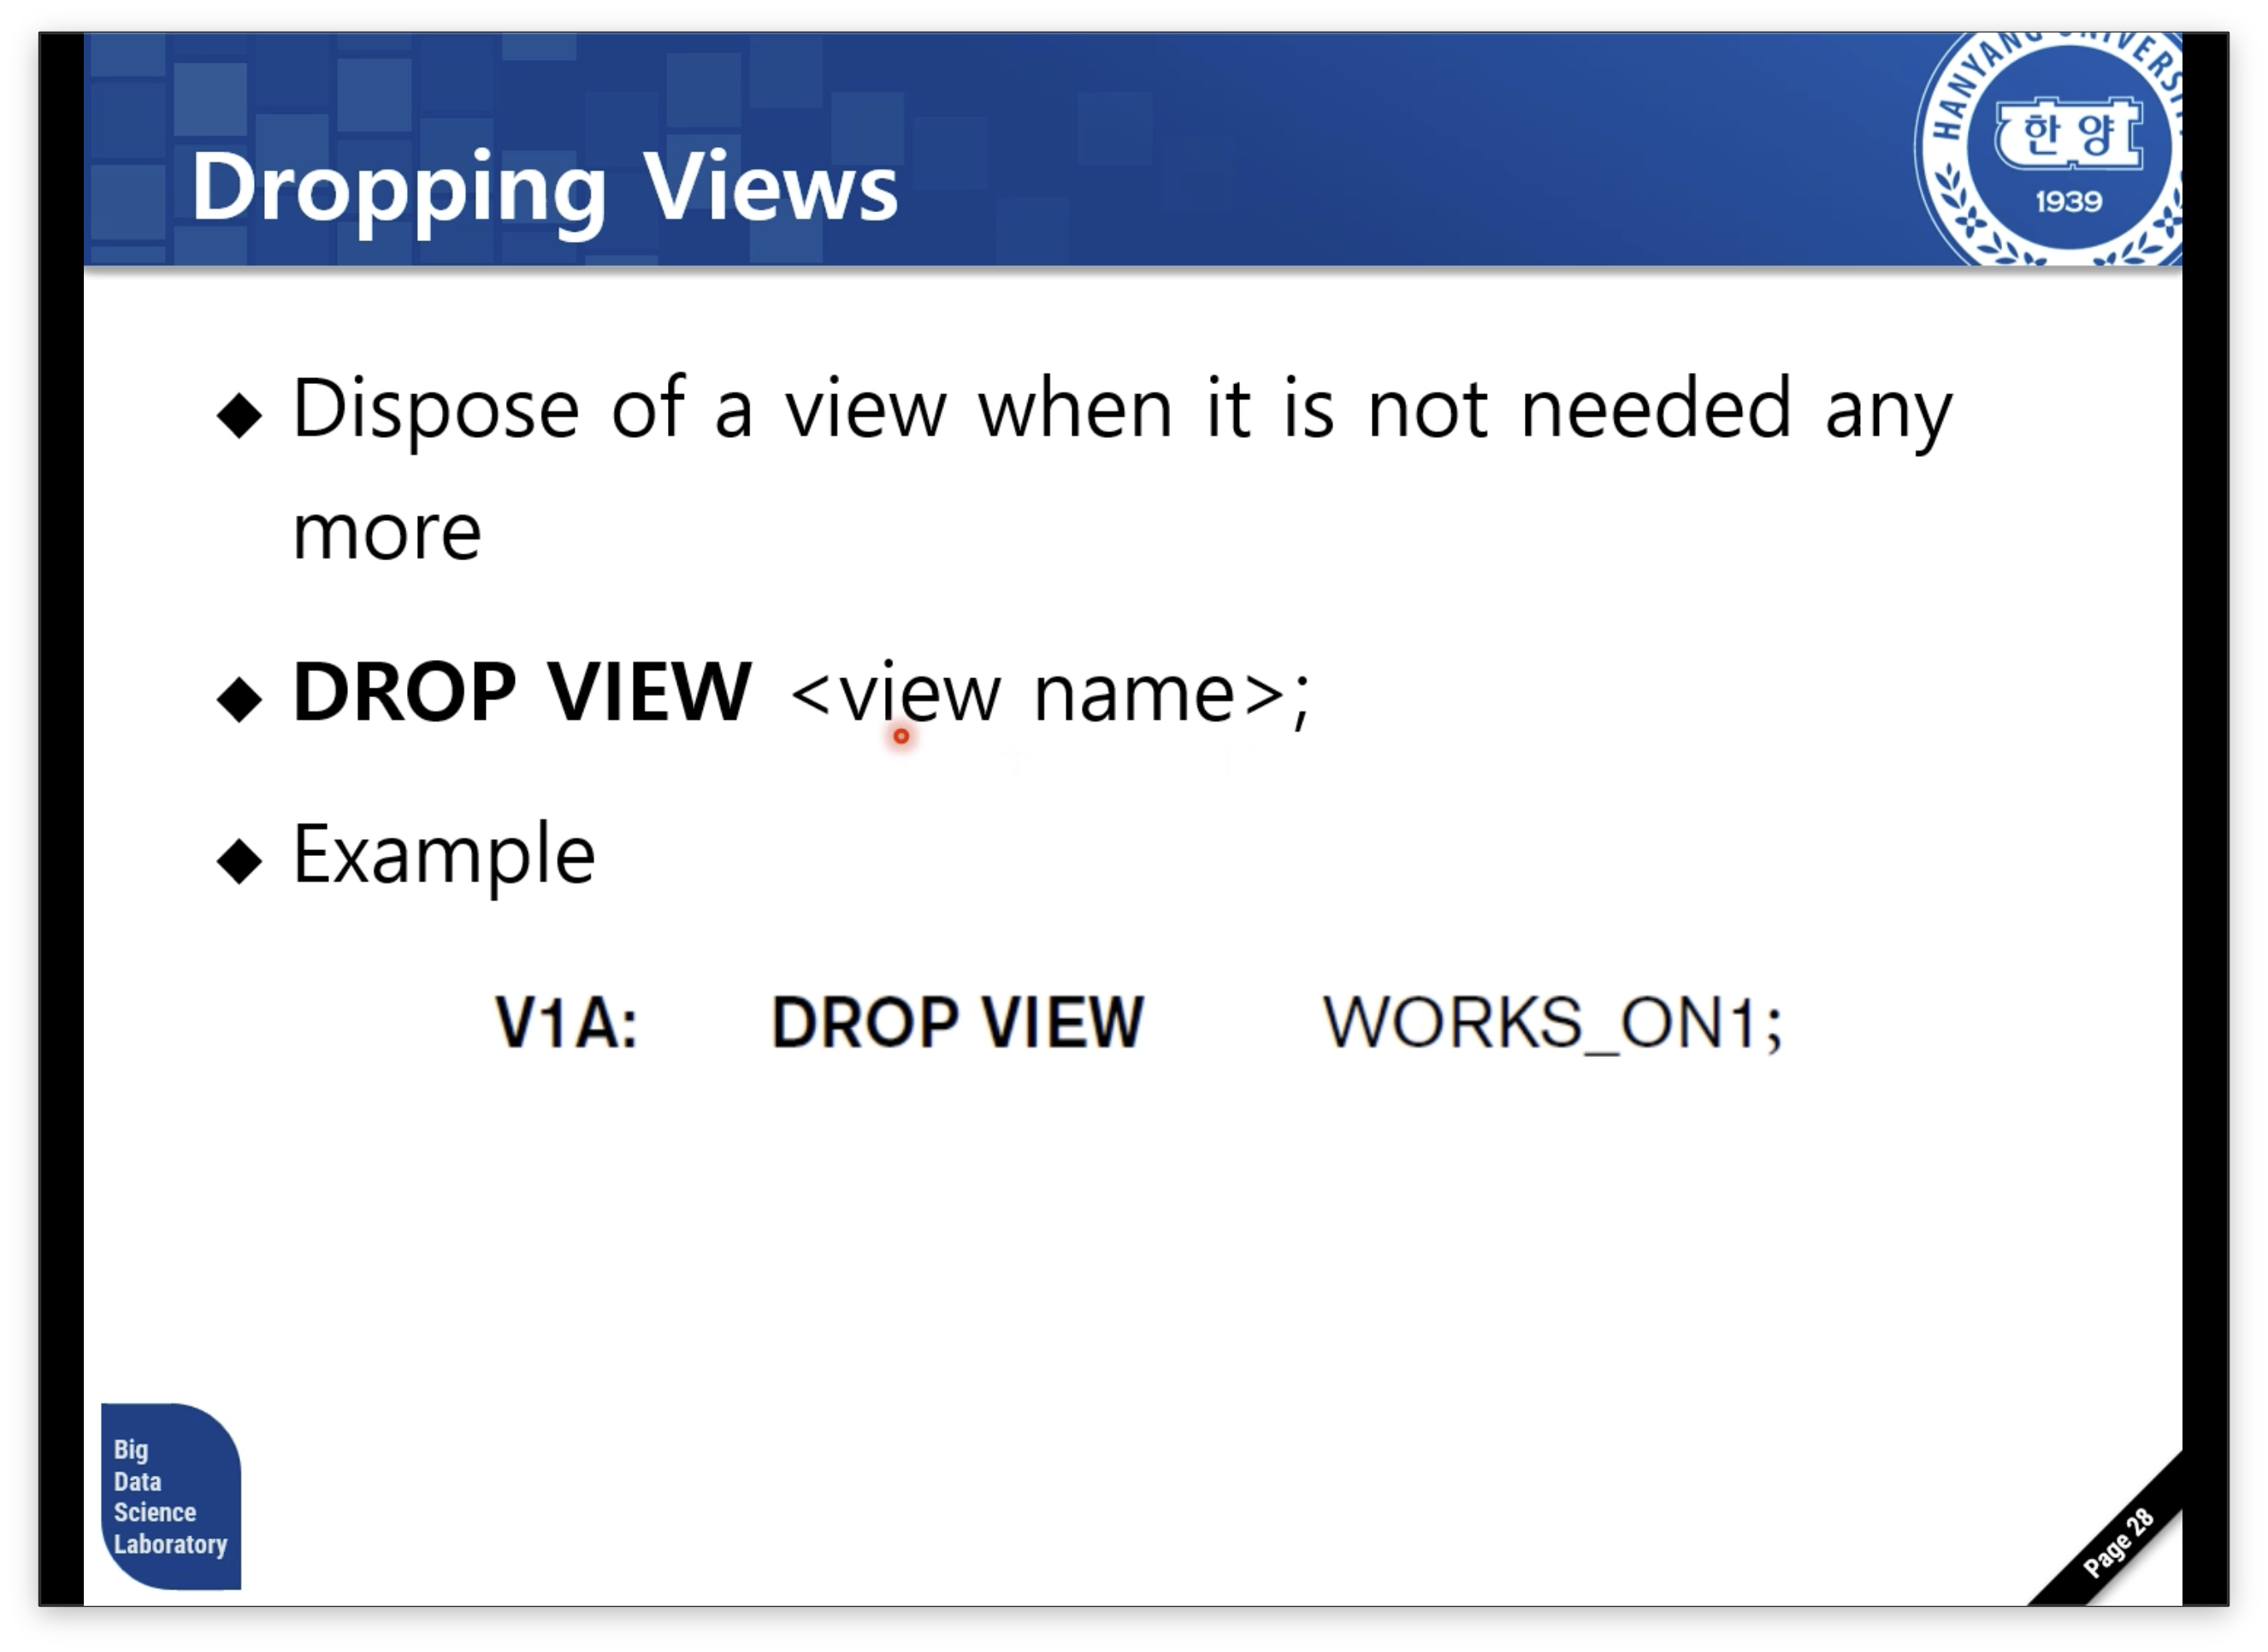 Dropping Views
HANYANG UNIVERSI
한양
1939
◆ Dispose of a view when it is not needed any
more
◆ DROP VIEW <view name>;
◆ Example
V1A: DROP VIEW WORKS_ON1;
Big
Data
Science
Laboratory
Page 28